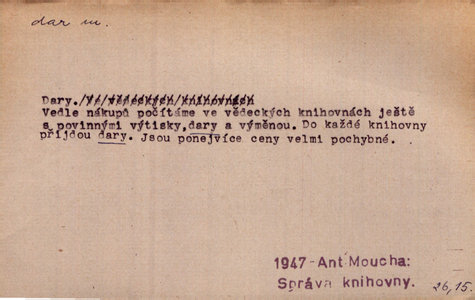 dar m.
Dary./Ve/vědeckých/knihovnách
Vedle nákupů počítáme ve vědeckých knihovnách ještě
s povinnými výtisky,dary a výměnou. Do každé knihovny
přijdou dary. Jsou ponejvíce ceny velmi pochybné.
1947-Ant.Moucha:
Správa knihovny.
26,15.